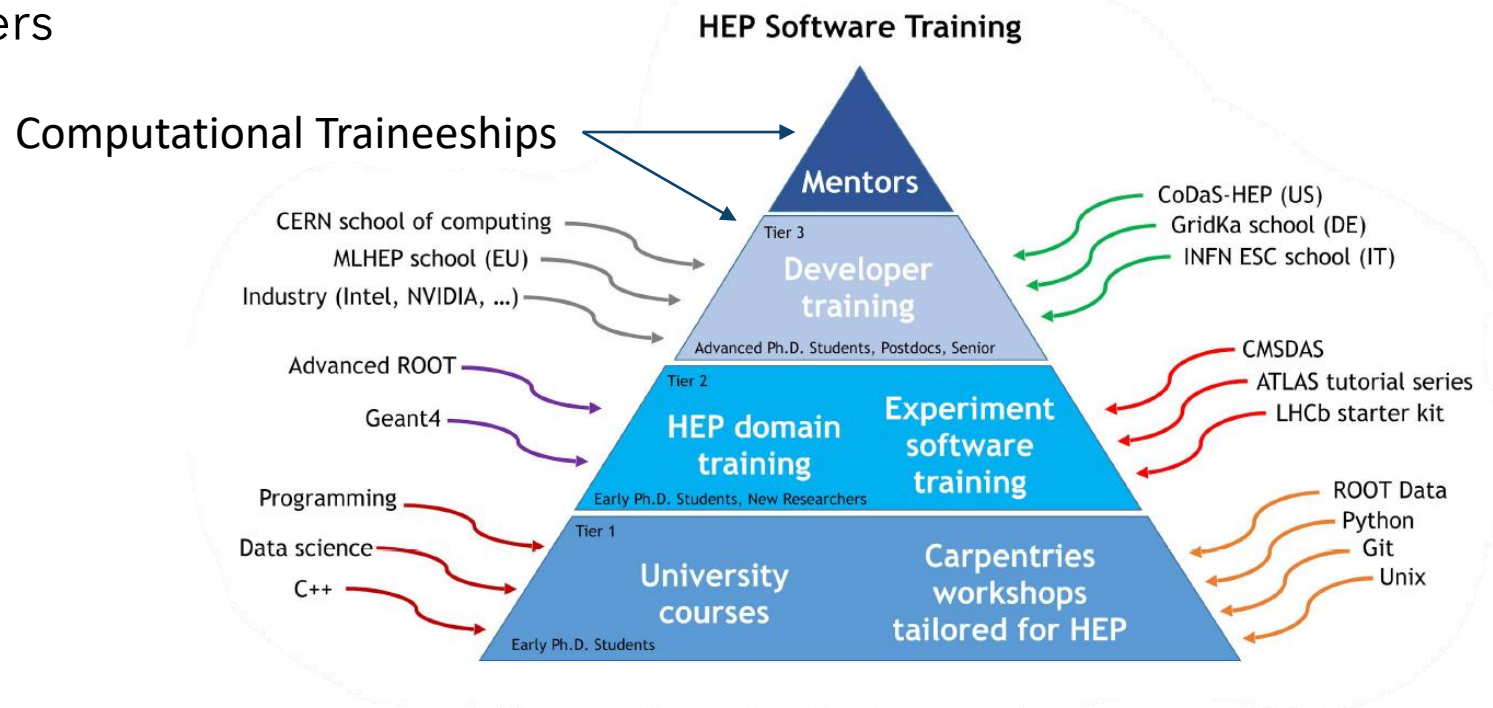 ers
HEP Software Training
Computational Traineeships
Mentors
CERN school of computing
MLHEP school (EU)
Industry (Intel, NVIDIA, ...)
CoDaS-HEP (US)
GridKa school (DE)
INFN ESC school (IT)
Tier 3
Developer
training
Advanced Ph.D. Students, Postdocs, Senior
Advanced ROOT
Geant4
CMSDAS
ATLAS tutorial series
LHCb starter kit
Tier 2
HEP domain
training
Experiment
software
training
Early Ph.D. Students, New Researchers
Programming
Data science
C++
ROOT Data
Python
Git
Unix
Tier 1
University
courses
Carpentries
workshops
tailored for HEP
Early Ph.D. Students